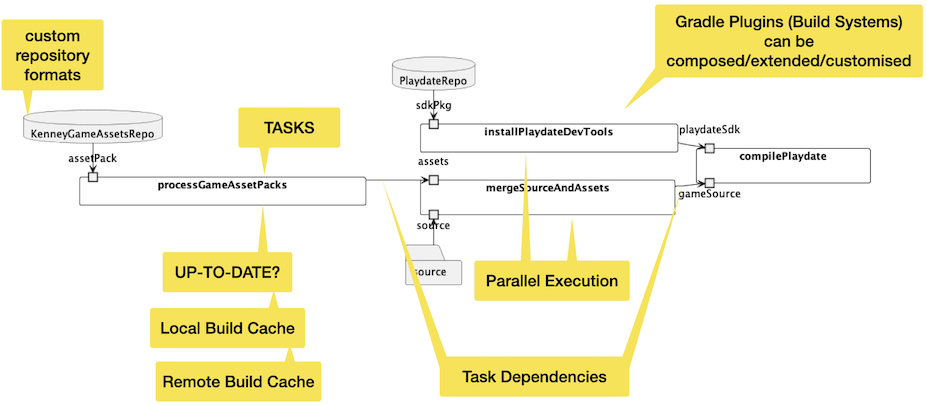 custom
repository
formats
Gradle Plugins (Build Systems)
can be
composed/extended/customised
PlaydateRepo
sdkPkg
KenneyGameAssetsRepo
TASKS
installPlaydateDevTools
playdateSdk
compilePlaydate
assetPack
assets
processGameAssetPacks
mergeSourceAndAssets
gameSource
source
source
UP-TO-DATE?
Parallel Execution
Local Build Cache
Remote Build Cache
Task Dependencies